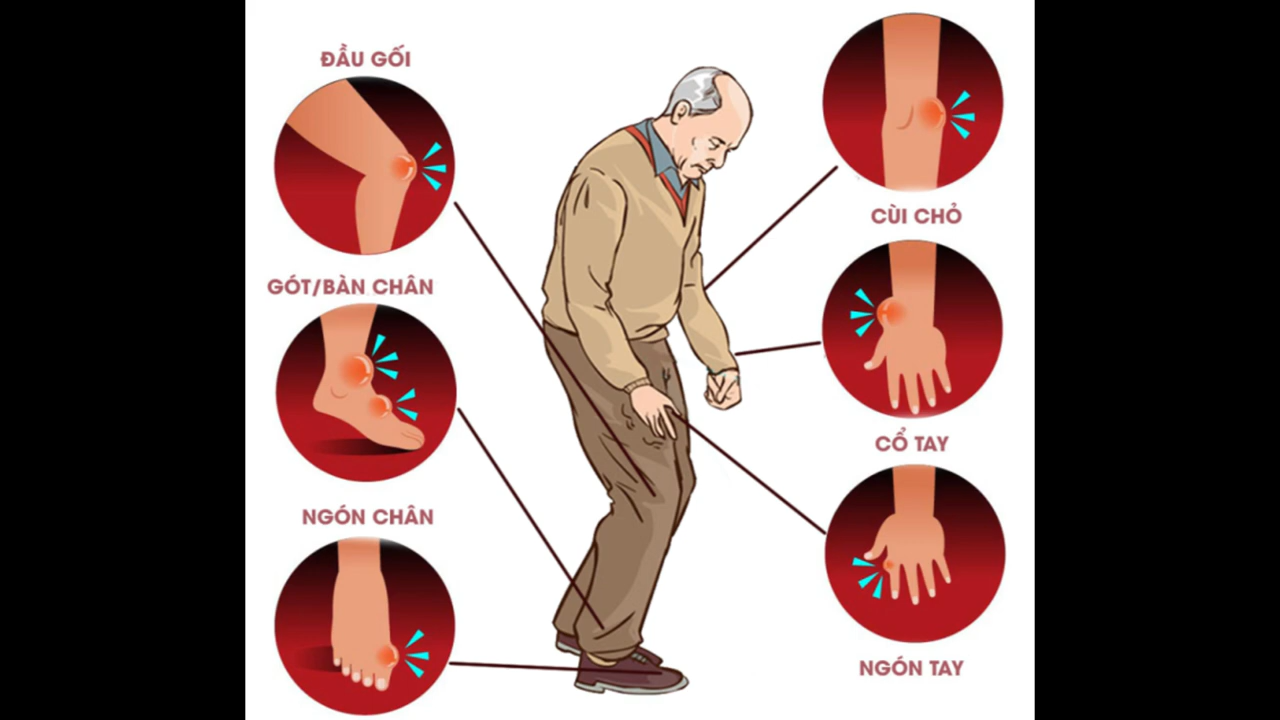 ĐẦU GỐI
GÓT/BÀN CHÂN
NGÓN CHÂN
CÙI CHỎ
CỔ TAY
NGÓN TAY